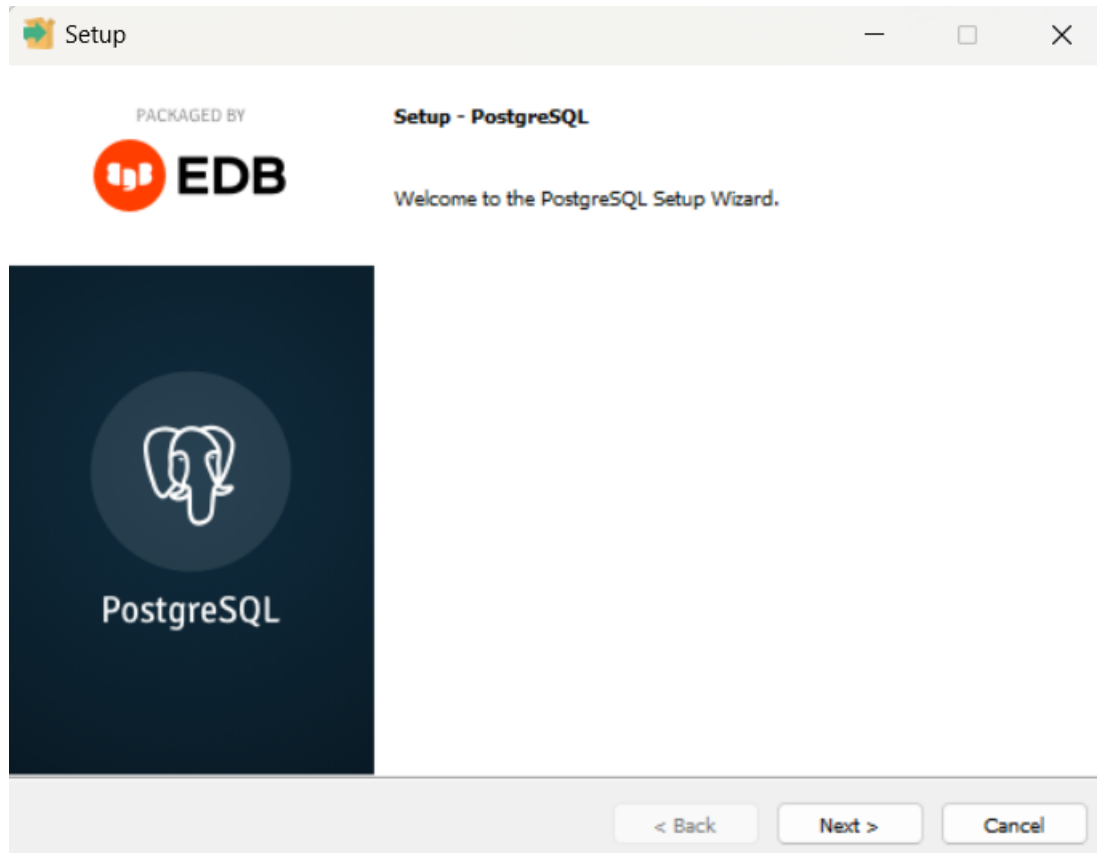 Setup
PACKAGED BY
EDB
Setup - PostgreSQL
Welcome to the PostgreSQL Setup Wizard.
PostgreSQL
< Back
Next >
Cancel